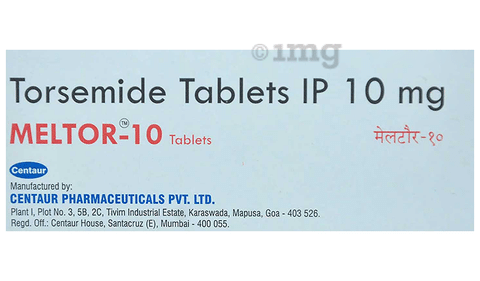 ©1mg
Torsemide Tablets IP 10 mg
MELTOR™-10 Tablets
मेलटौर-१०
Centaur
Manufactured by:
CENTAUR PHARMACEUTICALS PVT. LTD.
Plant I, Plot No. 3, 5B, 2C, Tivim Industrial Estate, Karaswada, Mapusa, Goa - 403 526.
Regd. Off.: Centaur House, Santacruz (E), Mumbai - 400 055.